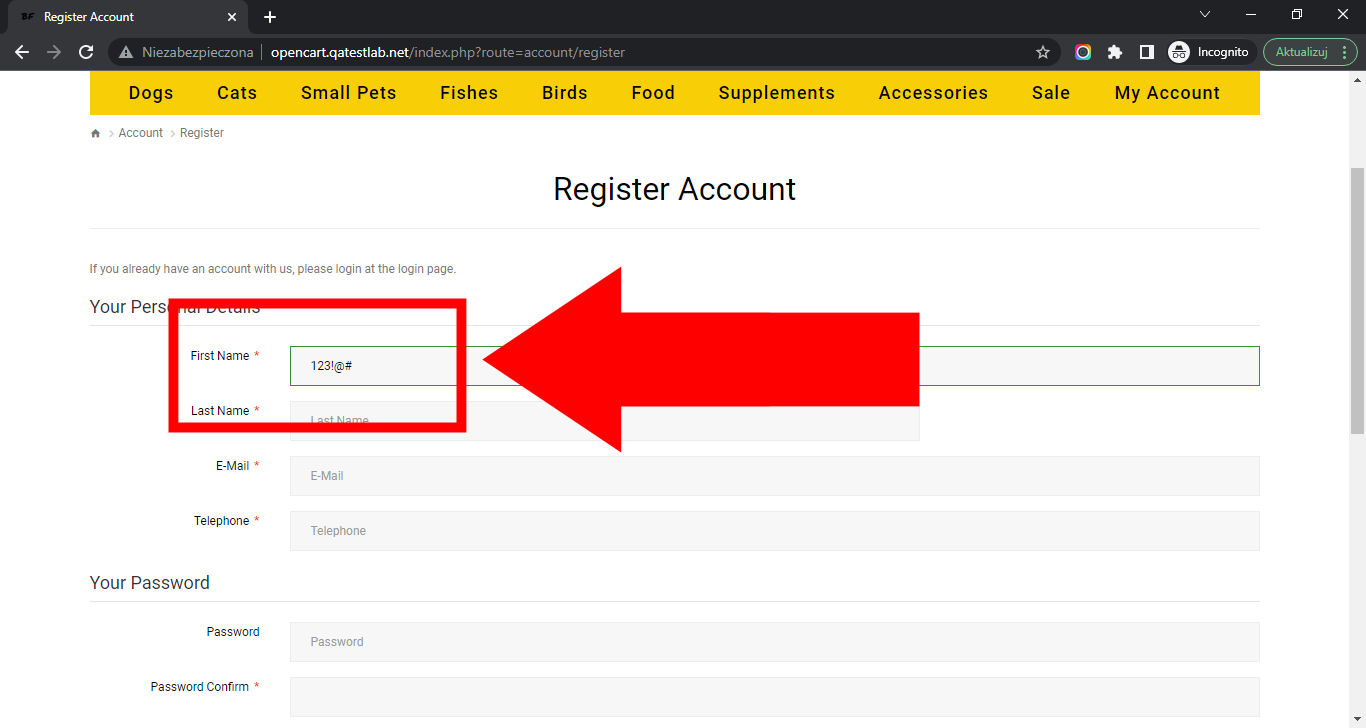 BF Register Account
Niezabezpieczona opencart.qatestlab.net/index.php?route=account/register Incognito Aktualizuj
Dogs Cats Small Pets Fishes Birds Food Supplements Accessories Sale My Account
Account Register
Register Account
If you already have an account with us, please login at the login page.
Your Personal Details
First Name * 123!@#
Last Name * Last Name
E-Mail * E-Mail
Telephone * Telephone
Your Password
Password Password
Password Confirm *